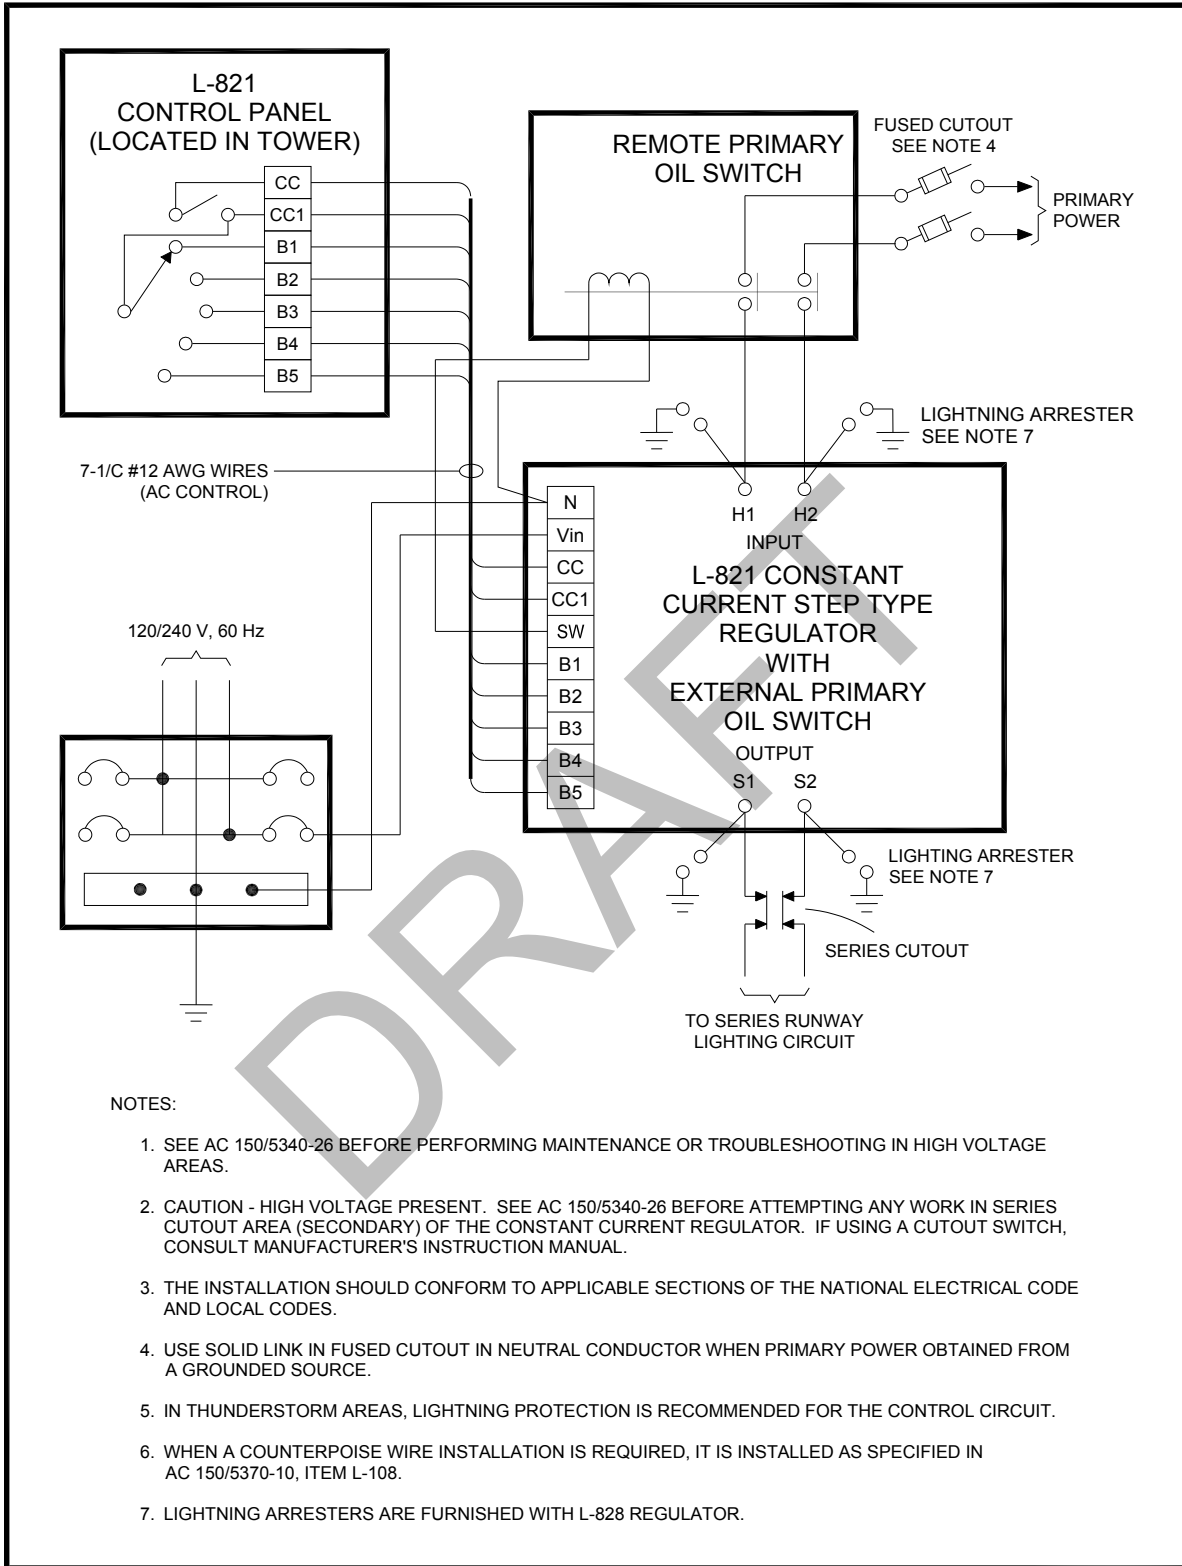 L-821
CONTROL PANEL
(LOCATED IN TOWER)
CC
CC1
B1
B2
B3
B4
B5
REMOTE PRIMARY
OIL SWITCH
FUSED CUTOUT
SEE NOTE 4
PRIMARY
POWER
LIGHTNING ARRESTER
SEE NOTE 7
7-1/C #12 AWG WIRES
(AC CONTROL)
N
Vin
CC
CC1
SW
B1
B2
B3
B4
B5
H1 H2
INPUT
L-821 CONSTANT
CURRENT STEP TYPE
REGULATOR
WITH
EXTERNAL PRIMARY
OIL SWITCH
OUTPUT
S1 S2
120/240 V, 60 Hz
LIGHTING ARRESTER
SEE NOTE 7
SERIES CUTOUT
TO SERIES RUNWAY
LIGHTING CIRCUIT
DRAFT
NOTES:
1. SEE AC 150/5340-26 BEFORE PERFORMING MAINTENANCE OR TROUBLESHOOTING IN HIGH VOLTAGE
AREAS.
2. CAUTION - HIGH VOLTAGE PRESENT. SEE AC 150/5340-26 BEFORE ATTEMPTING ANY WORK IN SERIES
CUTOUT AREA (SECONDARY) OF THE CONSTANT CURRENT REGULATOR. IF USING A CUTOUT SWITCH,
CONSULT MANUFACTURER'S INSTRUCTION MANUAL.
3. THE INSTALLATION SHOULD CONFORM TO APPLICABLE SECTIONS OF THE NATIONAL ELECTRICAL CODE
AND LOCAL CODES.
4. USE SOLID LINK IN FUSED CUTOUT IN NEUTRAL CONDUCTOR WHEN PRIMARY POWER OBTAINED FROM
A GROUNDED SOURCE.
5. IN THUNDERSTORM AREAS, LIGHTNING PROTECTION IS RECOMMENDED FOR THE CONTROL CIRCUIT.
6. WHEN A COUNTERPOISE WIRE INSTALLATION IS REQUIRED, IT IS INSTALLED AS SPECIFIED IN
AC 150/5370-10, ITEM L-108.
7. LIGHTNING ARRESTERS ARE FURNISHED WITH L-828 REGULATOR.